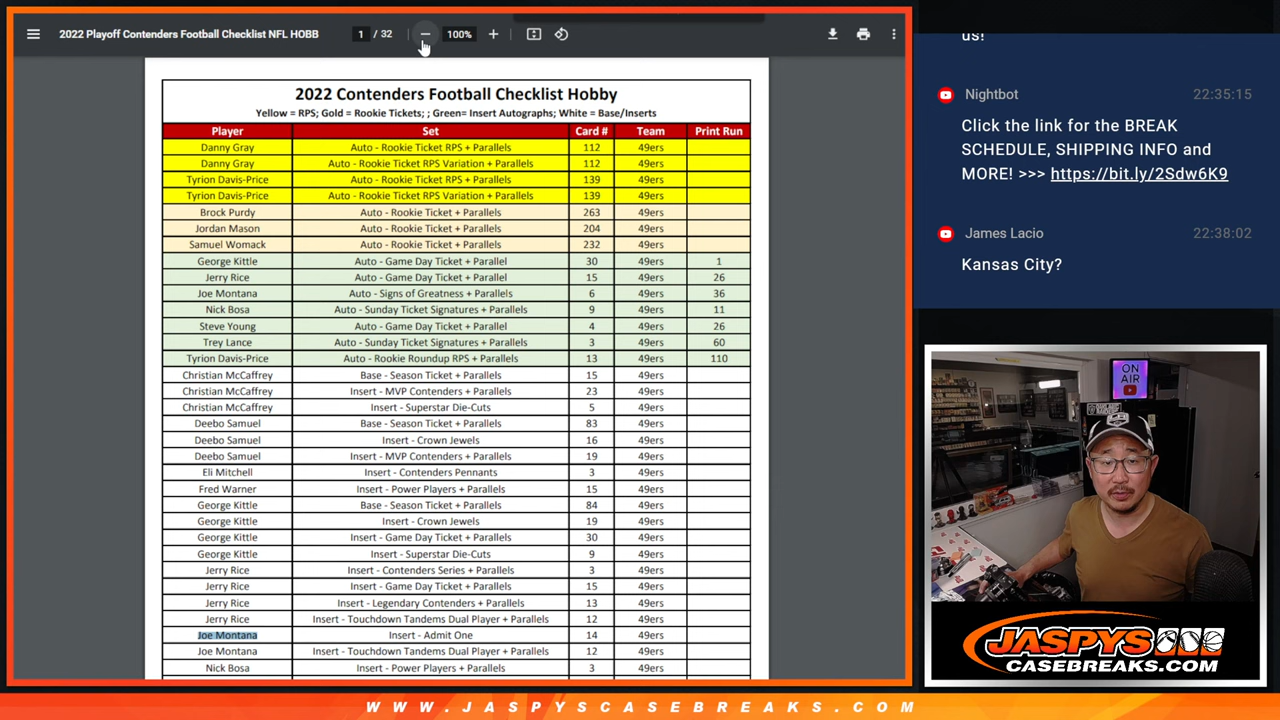 2022 Playoff Contenders Football Checklist NFL HOBB
1 / 32
100%
2022 Contenders Football Checklist Hobby
Yellow = RPS; Gold = Rookie Tickets; ; Green= Insert Autographs; White = Base/Inserts
Player Set Card # Team Print Run
Danny Gray Auto - Rookie Ticket RPS + Parallels 112 49ers
Danny Gray Auto - Rookie Ticket RPS Variation + Parallels 112 49ers
Tyrion Davis-Price Auto - Rookie Ticket RPS + Parallels 139 49ers
Tyrion Davis-Price Auto - Rookie Ticket RPS Variation + Parallels 139 49ers
Brock Purdy Auto - Rookie Ticket + Parallels 263 49ers
Jordan Mason Auto - Rookie Ticket + Parallels 204 49ers
Samuel Womack Auto - Rookie Ticket + Parallels 232 49ers
George Kittle Auto - Game Day Ticket + Parallel 30 49ers 1
Jerry Rice Auto - Game Day Ticket + Parallel 15 49ers 26
Joe Montana Auto - Signs of Greatness + Parallels 6 49ers 36
Nick Bosa Auto - Sunday Ticket Signatures + Parallels 9 49ers 11
Steve Young Auto - Game Day Ticket + Parallel 4 49ers 26
Trey Lance Auto - Sunday Ticket Signatures + Parallels 3 49ers 60
Tyrion Davis-Price Auto - Rookie Roundup RPS + Parallels 13 49ers 110
Christian McCaffrey Base - Season Ticket + Parallels 15 49ers
Christian McCaffrey Insert - MVP Contenders + Parallels 23 49ers
Christian McCaffrey Insert - Superstar Die-Cuts 5 49ers
Deebo Samuel Base - Season Ticket + Parallels 83 49ers
Deebo Samuel Insert - Crown Jewels 16 49ers
Deebo Samuel Insert - MVP Contenders + Parallels 19 49ers
Eli Mitchell Insert - Contenders Pennants 3 49ers
Fred Warner Insert - Power Players + Parallels 15 49ers
George Kittle Base - Season Ticket + Parallels 84 49ers
George Kittle Insert - Crown Jewels 19 49ers
George Kittle Insert - Game Day Ticket + Parallels 30 49ers
George Kittle Insert - Superstar Die-Cuts 9 49ers
Jerry Rice Insert - Contenders Series + Parallels 3 49ers
Jerry Rice Insert - Game Day Ticket + Parallels 15 49ers
Jerry Rice Insert - Legendary Contenders + Parallels 13 49ers
Jerry Rice Insert - Touchdown Tandems Dual Player + Parallels 12 49ers
Joe Montana Insert - Admit One 14 49ers
Joe Montana Insert - Touchdown Tandems Dual Player + Parallels 12 49ers
Nick Bosa Insert - Power Players + Parallels 3 49ers
us!
Nightbot 22:35:15
Click the link for the BREAK
SCHEDULE, SHIPPING INFO and
MORE! >>> https://bit.ly/2Sdw6K9
James Lacio 22:38:02
Kansas City?
ON
AIR
JASPYS
CASEBREAKS.COM
WWW.JASPYSCASEBREAKS.COM